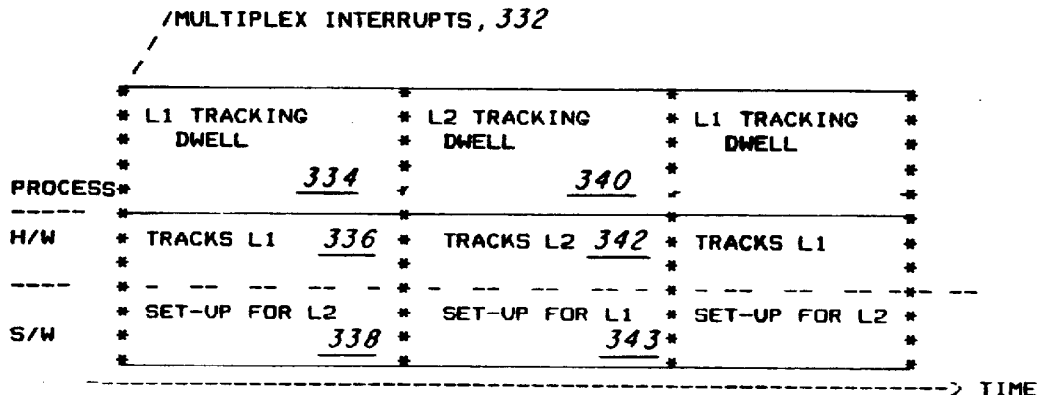 /MULTIPLEX INTERRUPTS, 332
L1 TRACKING DWELL 334
L2 TRACKING DWELL 340
L1 TRACKING DWELL
PROCESS
H/W
TRACKS L1 336
TRACKS L2 342
TRACKS L1
S/W
SET-UP FOR L2 338
SET-UP FOR L1 343
SET-UP FOR L2
TIME